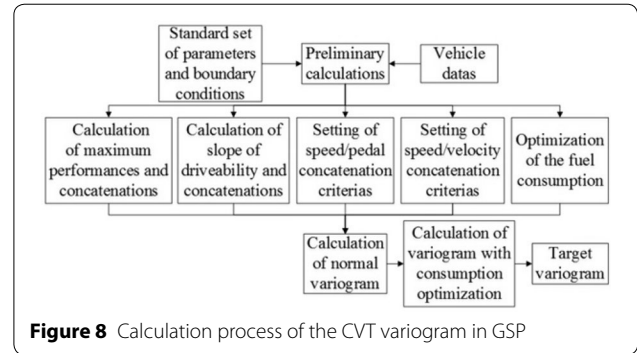 Standard set
of parameters
and boundary
conditions
Preliminary
calculations
Vehicle
datas
Calculation
of maximum
performances and
concatenations
Calculation of
slope of
driveability and
concatenations
Setting of
speed/pedal
concatenation
criterias
Setting of
speed/velocity
concatenation
criterias
Optimization
of the fuel
consumption
Calculation
of normal
variogram
Calculation of
variogram with
consumption
optimization
Target
variogram
Figure 8 Calculation process of the CVT variogram in GSP